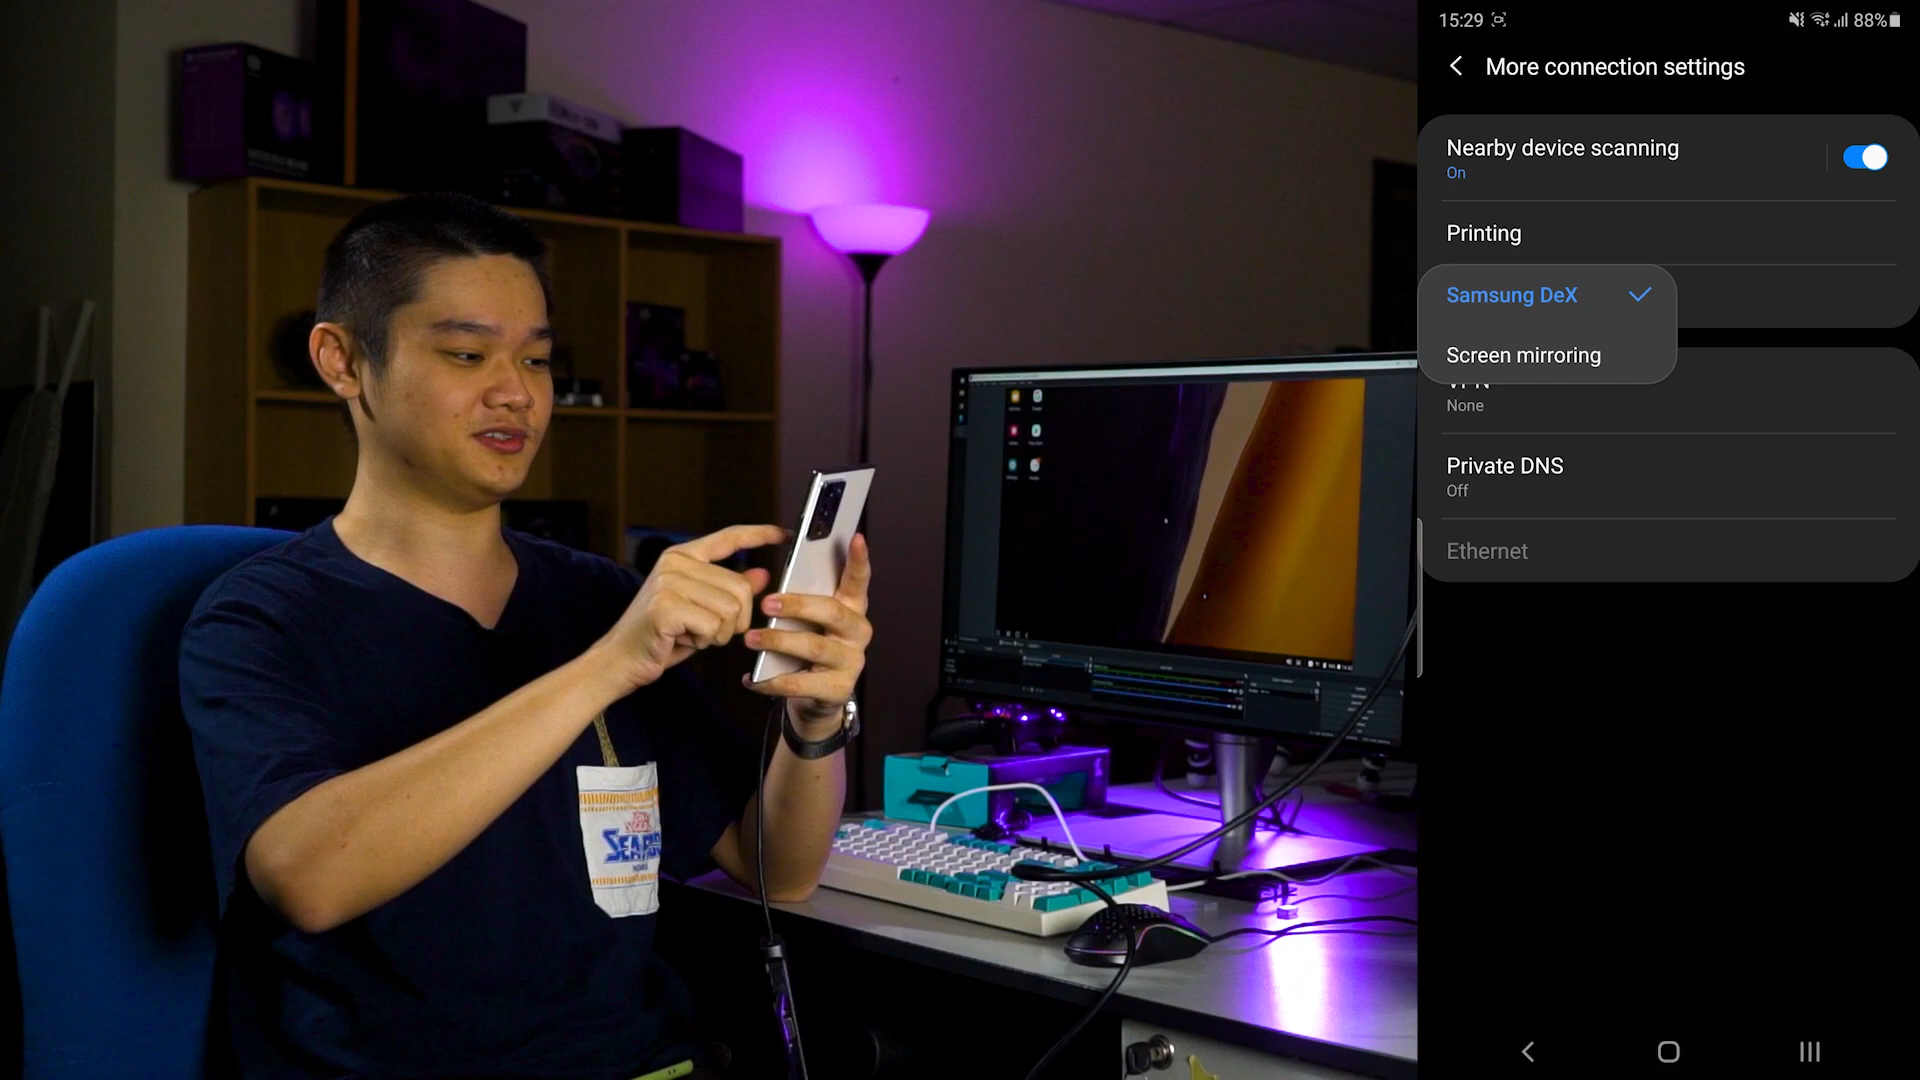 15:29
88%
More connection settings
Nearby device scanning
On
Printing
Samsung DeX
Screen mirroring
VPN
None
Private DNS
Off
Ethernet